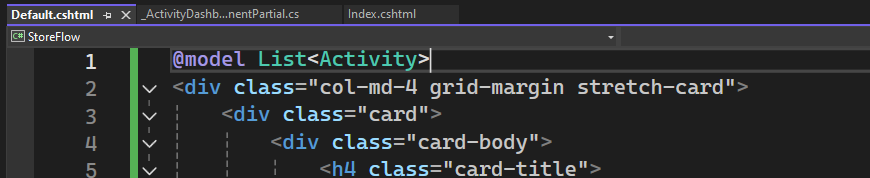 Default.cshtml
_ActivityDashb...nentPartial.cs
Index.cshtml
C# StoreFlow
1 @model List<Activity>
2 <div class="col-md-4 grid-margin stretch-card">
3 <div class="card">
4 <div class="card-body">
5 <h4 class="card-title">